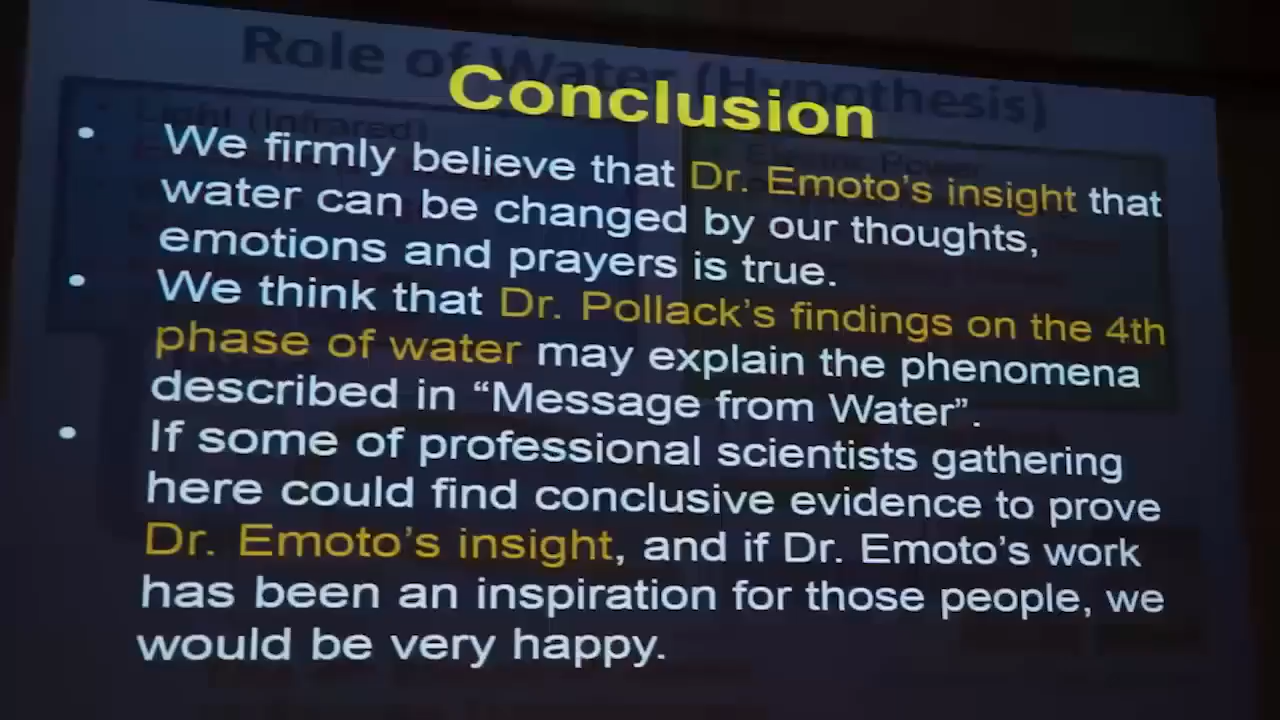 Role of Water (Hypothesis)
Conclusion
Light (Infrared)
Electric Power
• We firmly believe that Dr. Emoto's insight that
water can be changed by our thoughts,
emotions and prayers is true.
• We think that Dr. Pollack's findings on the 4th
phase of water may explain the phenomena
described in “Message from Water”.
• If some of professional scientists gathering
here could find conclusive evidence to prove
Dr. Emoto's insight, and if Dr. Emoto's work
has been an inspiration for those people, we
would be very happy.